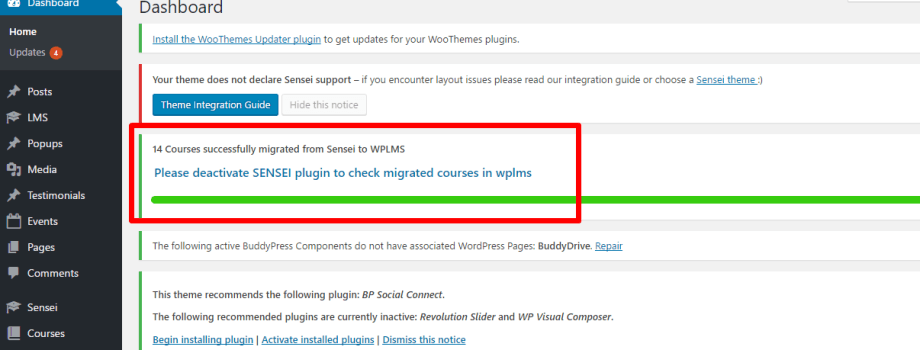 Dashboard
Dashboard
Home
Updates 4
Posts
LMS
Popups
Media
Testimonials
Events
Pages
Comments
Sensei
Courses
Install the WooThemes Updater plugin to get updates for your WooThemes plugins.
Your theme does not declare Sensei support – if you encounter layout issues please read our integration guide or choose a Sensei theme :)
Theme Integration Guide Hide this notice
14 Courses successfully migrated from Sensei to WPLMS
Please deactivate SENSEI plugin to check migrated courses in wplms
The following active BuddyPress Components do not have associated WordPress Pages: BuddyDrive. Repair
This theme recommends the following plugin: BP Social Connect.
The following recommended plugins are currently inactive: Revolution Slider and WP Visual Composer.
Begin installing plugin | Activate installed plugins | Dismiss this notice